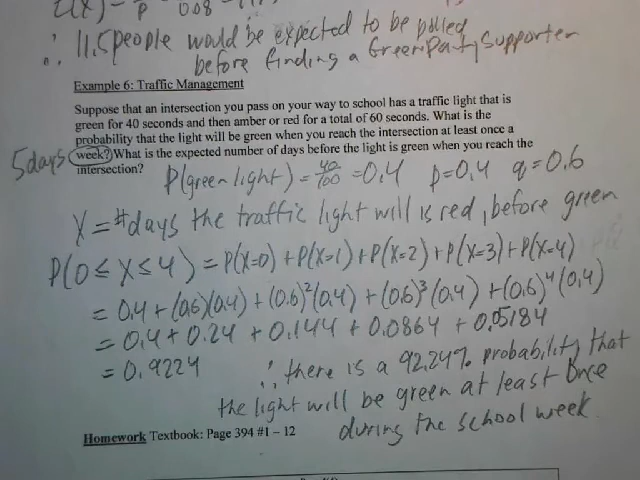 ∴ 11.5 people would be expected to be polled
before finding a Green Party Supporter
Example 6: Traffic Management
Suppose that an intersection you pass on your way to school has a traffic light that is
green for 40 seconds and then amber or red for a total of 60 seconds. What is the
probability that the light will be green when you reach the intersection at least once a
5 days week? What is the expected number of days before the light is green when you reach the
intersection?
P(green light) = 40/100 = 0.4 p=0.4 q=0.6
X = # days the traffic light will is red, before green
P(0 ≤ X ≤ 4) = P(X=0) + P(X=1) + P(X=2) + P(X=3) + P(X=4)
= 0.4 + (0.6)(0.4) + (0.6)²(0.4) + (0.6)³(0.4) + (0.6)⁴(0.4)
= 0.4 + 0.24 + 0.144 + 0.0864 + 0.05184
= 0.9224
∴ there is a 92.24% probability that
the light will be green at least once
during the school week.
Homework Textbook: Page 394 #1 – 12